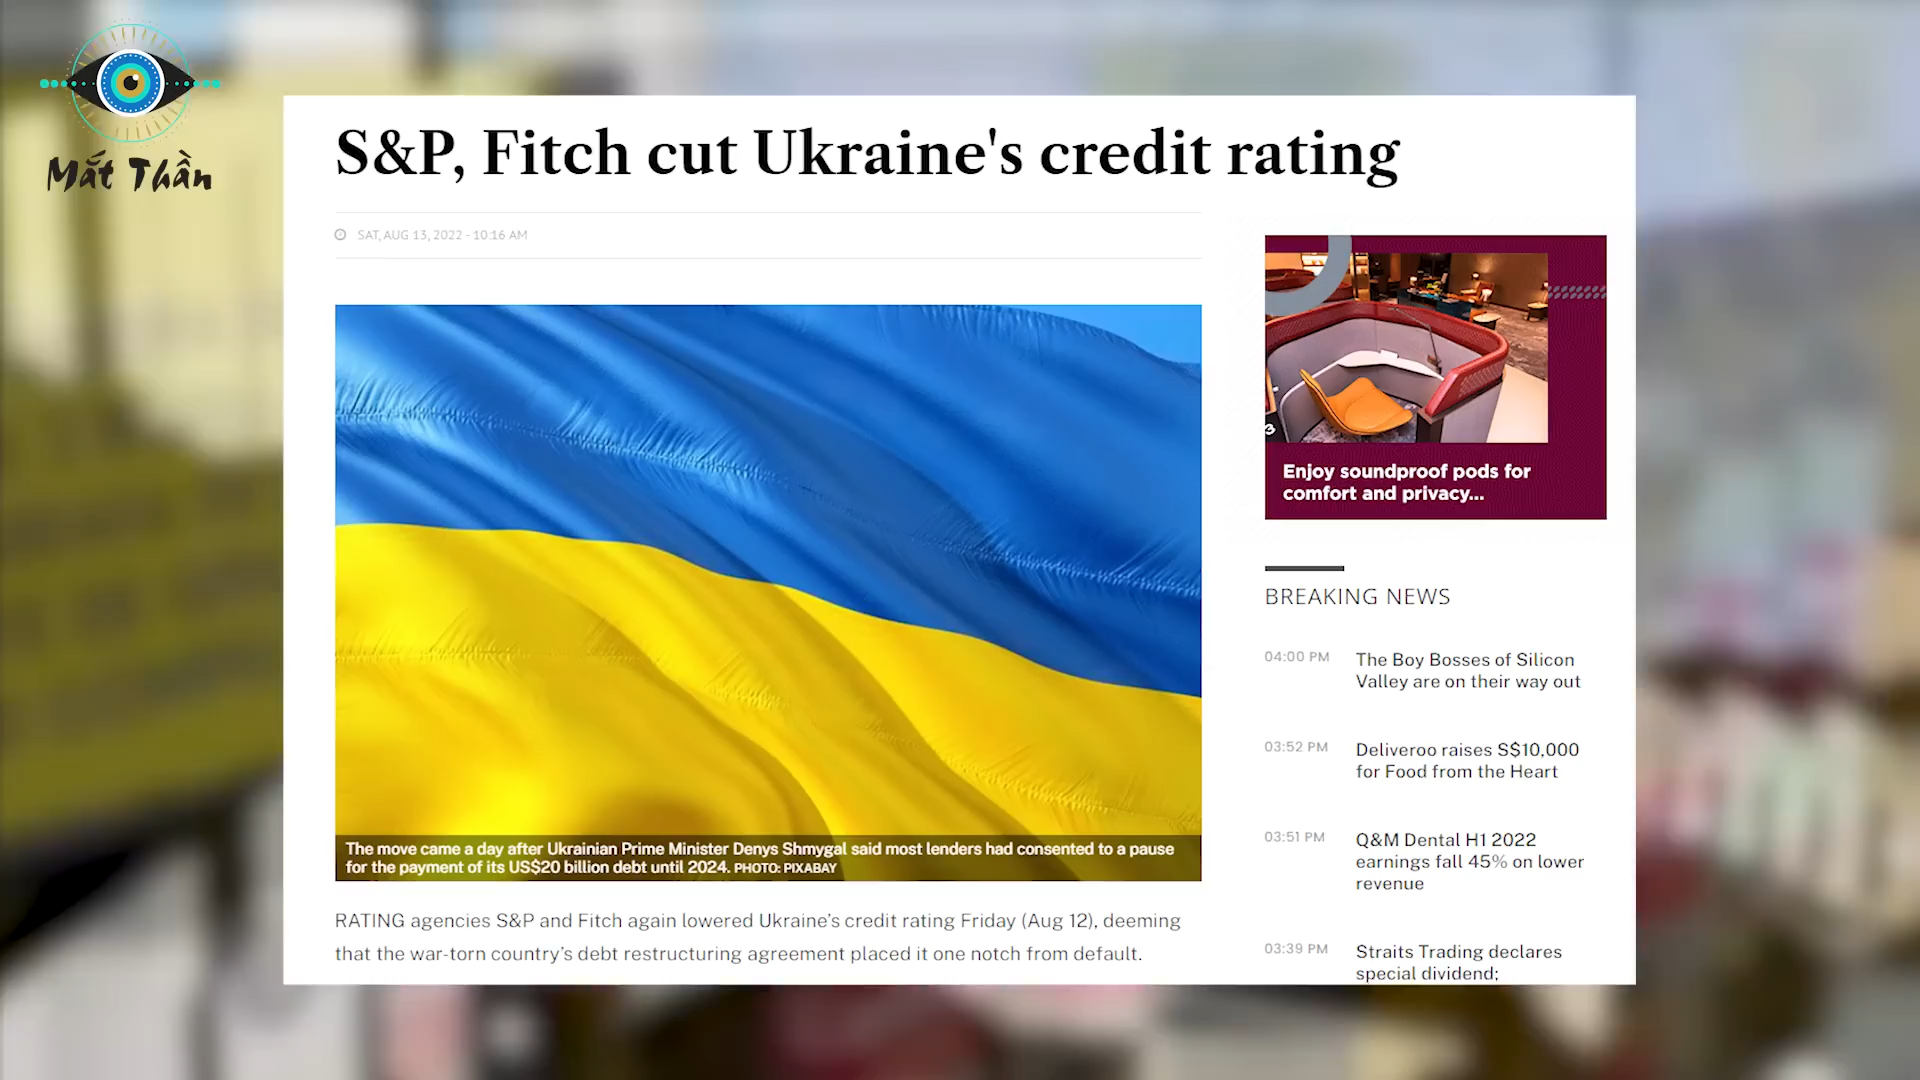 Mắt Thần
S&P, Fitch cut Ukraine's credit rating
SAT, AUG 13, 2022 - 10:16 AM
The move came a day after Ukrainian Prime Minister Denys Shmygal said most lenders had consented to a pause
for the payment of its US$20 billion debt until 2024. PHOTO: PIXABAY
RATING agencies S&P and Fitch again lowered Ukraine’s credit rating Friday (Aug 12), deeming
that the war-torn country’s debt restructuring agreement placed it one notch from default.
3
Enjoy soundproof pods for
comfort and privacy...
BREAKING NEWS
04:00 PM
The Boy Bosses of Silicon
Valley are on their way out
03:52 PM
Deliveroo raises S$10,000
for Food from the Heart
03:51 PM
Q&M Dental H1 2022
earnings fall 45% on lower
revenue
03:39 PM
Straits Trading declares
special dividend;